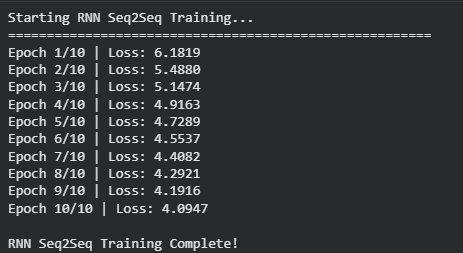 Starting RNN Seq2Seq Training...
=======================================================
Epoch 1/10 | Loss: 6.1819
Epoch 2/10 | Loss: 5.4880
Epoch 3/10 | Loss: 5.1474
Epoch 4/10 | Loss: 4.9163
Epoch 5/10 | Loss: 4.7289
Epoch 6/10 | Loss: 4.5537
Epoch 7/10 | Loss: 4.4082
Epoch 8/10 | Loss: 4.2921
Epoch 9/10 | Loss: 4.1916
Epoch 10/10 | Loss: 4.0947
RNN Seq2Seq Training Complete!